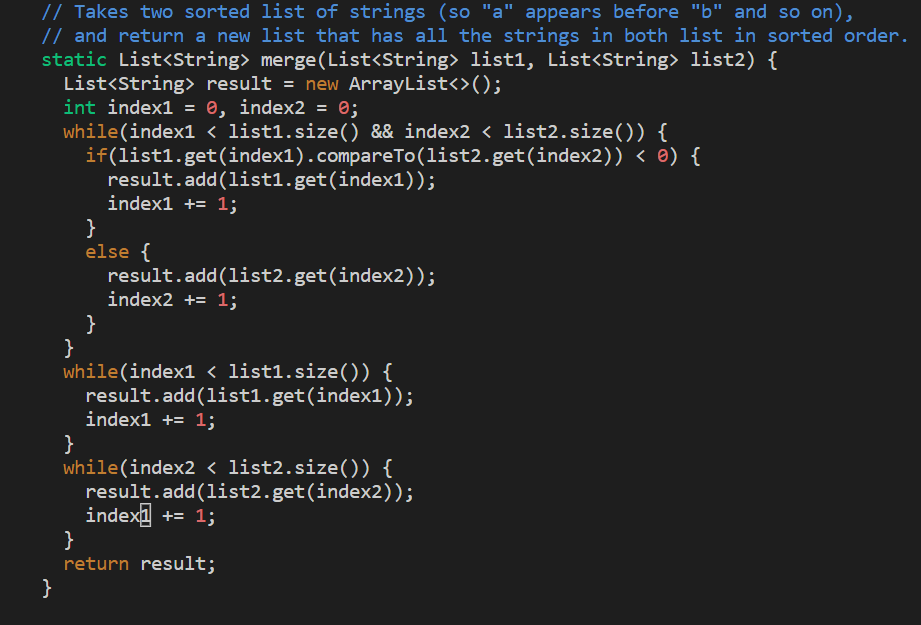 // Takes two sorted list of strings (so "a" appears before "b" and so on),
// and return a new list that has all the strings in both list in sorted order.
static List<String> merge(List<String> list1, List<String> list2) {
  List<String> result = new ArrayList<>();
  int index1 = 0, index2 = 0;
  while(index1 < list1.size() && index2 < list2.size()) {
    if(list1.get(index1).compareTo(list2.get(index2)) < 0) {
      result.add(list1.get(index1));
      index1 += 1;
    }
    else {
      result.add(list2.get(index2));
      index2 += 1;
    }
  }
  while(index1 < list1.size()) {
    result.add(list1.get(index1));
    index1 += 1;
  }
  while(index2 < list2.size()) {
    result.add(list2.get(index2));
    index1 += 1;
  }
  return result;
}